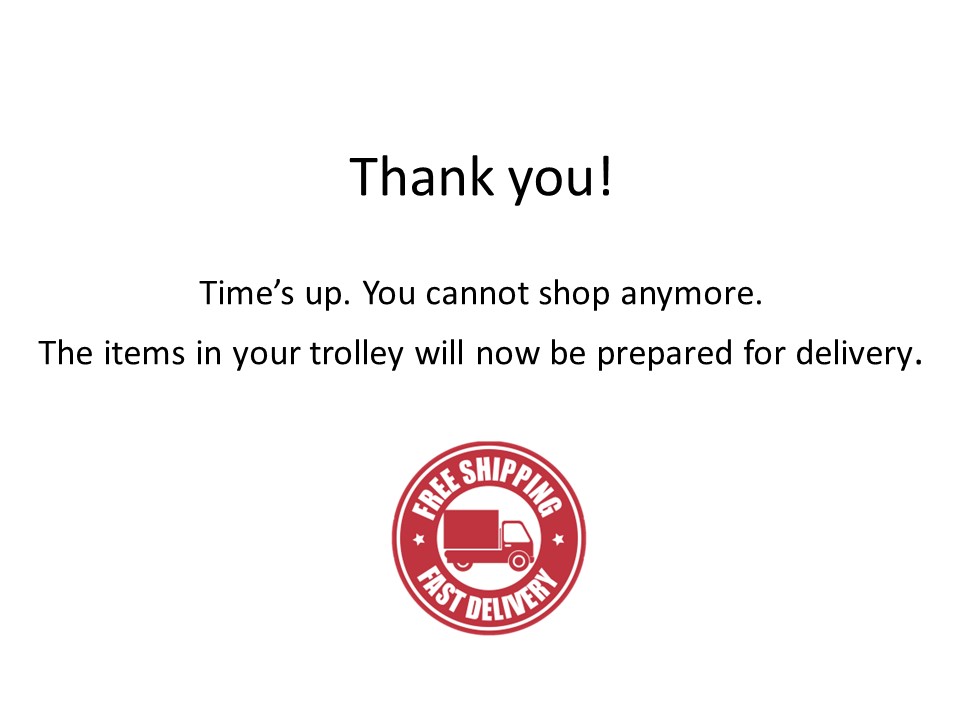 Thank you!
Time’s up. You cannot shop anymore.
The items in your trolley will now be prepared for delivery.
FREE SHIPPING
FAST DELIVERY